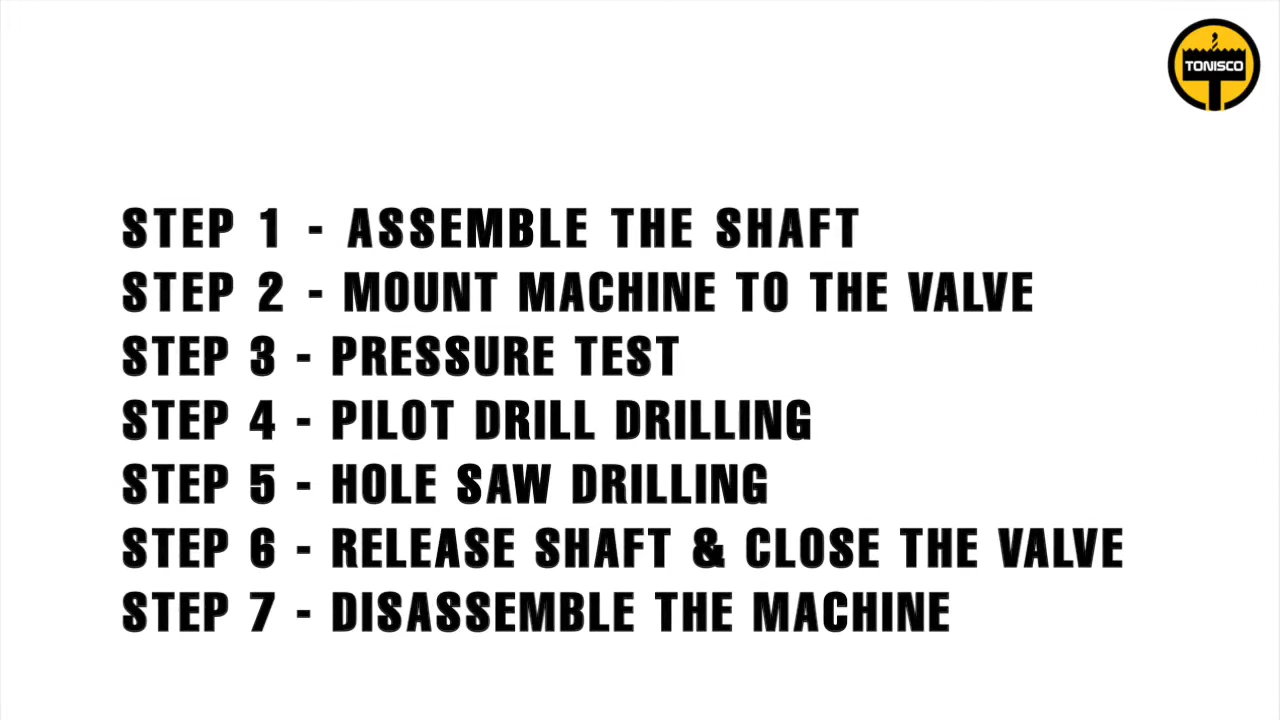 TONISCO
STEP 1 - ASSEMBLE THE SHAFT
STEP 2 - MOUNT MACHINE TO THE VALVE
STEP 3 - PRESSURE TEST
STEP 4 - PILOT DRILL DRILLING
STEP 5 - HOLE SAW DRILLING
STEP 6 - RELEASE SHAFT & CLOSE THE VALVE
STEP 7 - DISASSEMBLE THE MACHINE